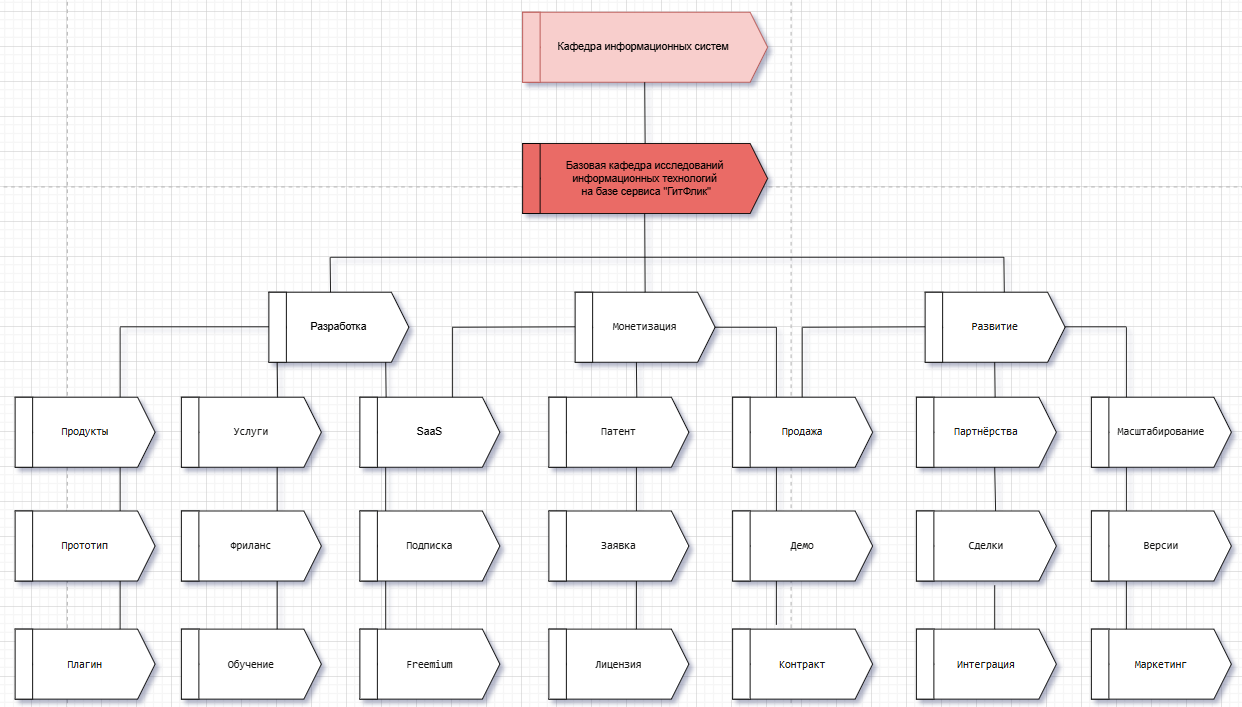 Кафедра информационных систем
Базовая кафедра исследований
информационных технологий
на базе сервиса "ГитФлик"
Разработка
Монетизация
Развитие
Продукты
Услуги
SaaS
Патент
Продажа
Партнёрства
Масштабирование
Прототип
Фриланс
Подписка
Заявка
Демо
Сделки
Версии
Плагин
Обучение
Freemium
Лицензия
Контракт
Интеграция
Маркетинг